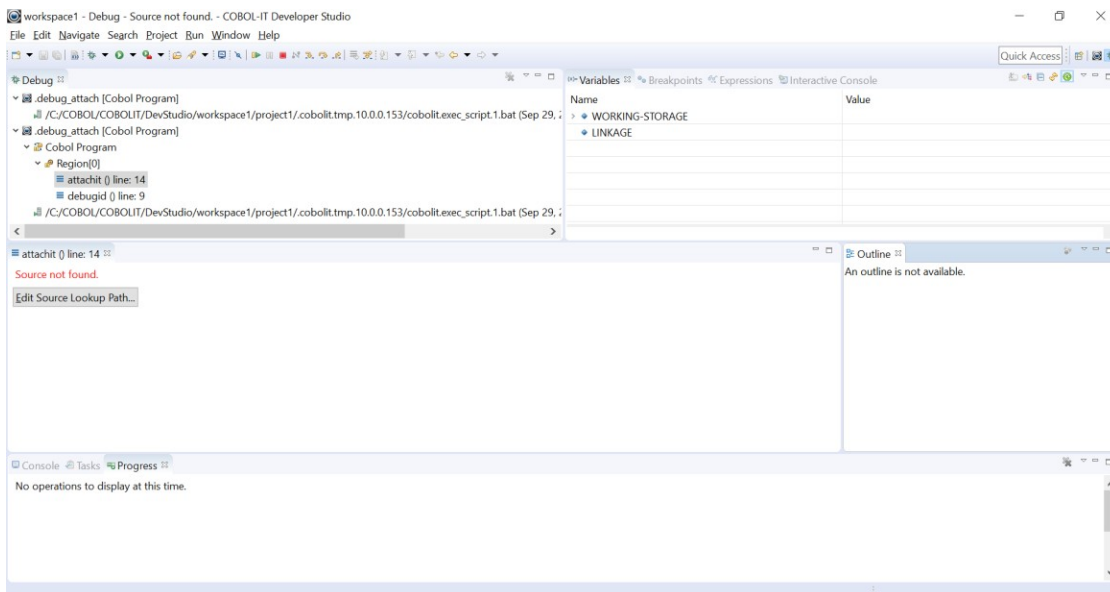 workspace1 - Debug - Source not found. - COBOL-IT Developer Studio
File Edit Navigate Search Project Run Window Help
Quick Access
Debug
.debug_attach [Cobol Program]
/C:/COBOL/COBOLIT/DevStudio/workspace1/project1/.cobolit.tmp.10.0.0.153/cobolit.exec_script.1.bat (Sep 29,
.debug_attach [Cobol Program]
Cobol Program
Region[0]
attachit () line: 14
debugid () line: 9
/C:/COBOL/COBOLIT/DevStudio/workspace1/project1/.cobolit.tmp.10.0.0.153/cobolit.exec_script.1.bat (Sep 29,
Variables Breakpoints Expressions Interactive Console
Name Value
WORKING-STORAGE
LINKAGE
attachit () line: 14
Source not found.
Edit Source Lookup Path...
Outline
An outline is not available.
Console Tasks Progress
No operations to display at this time.